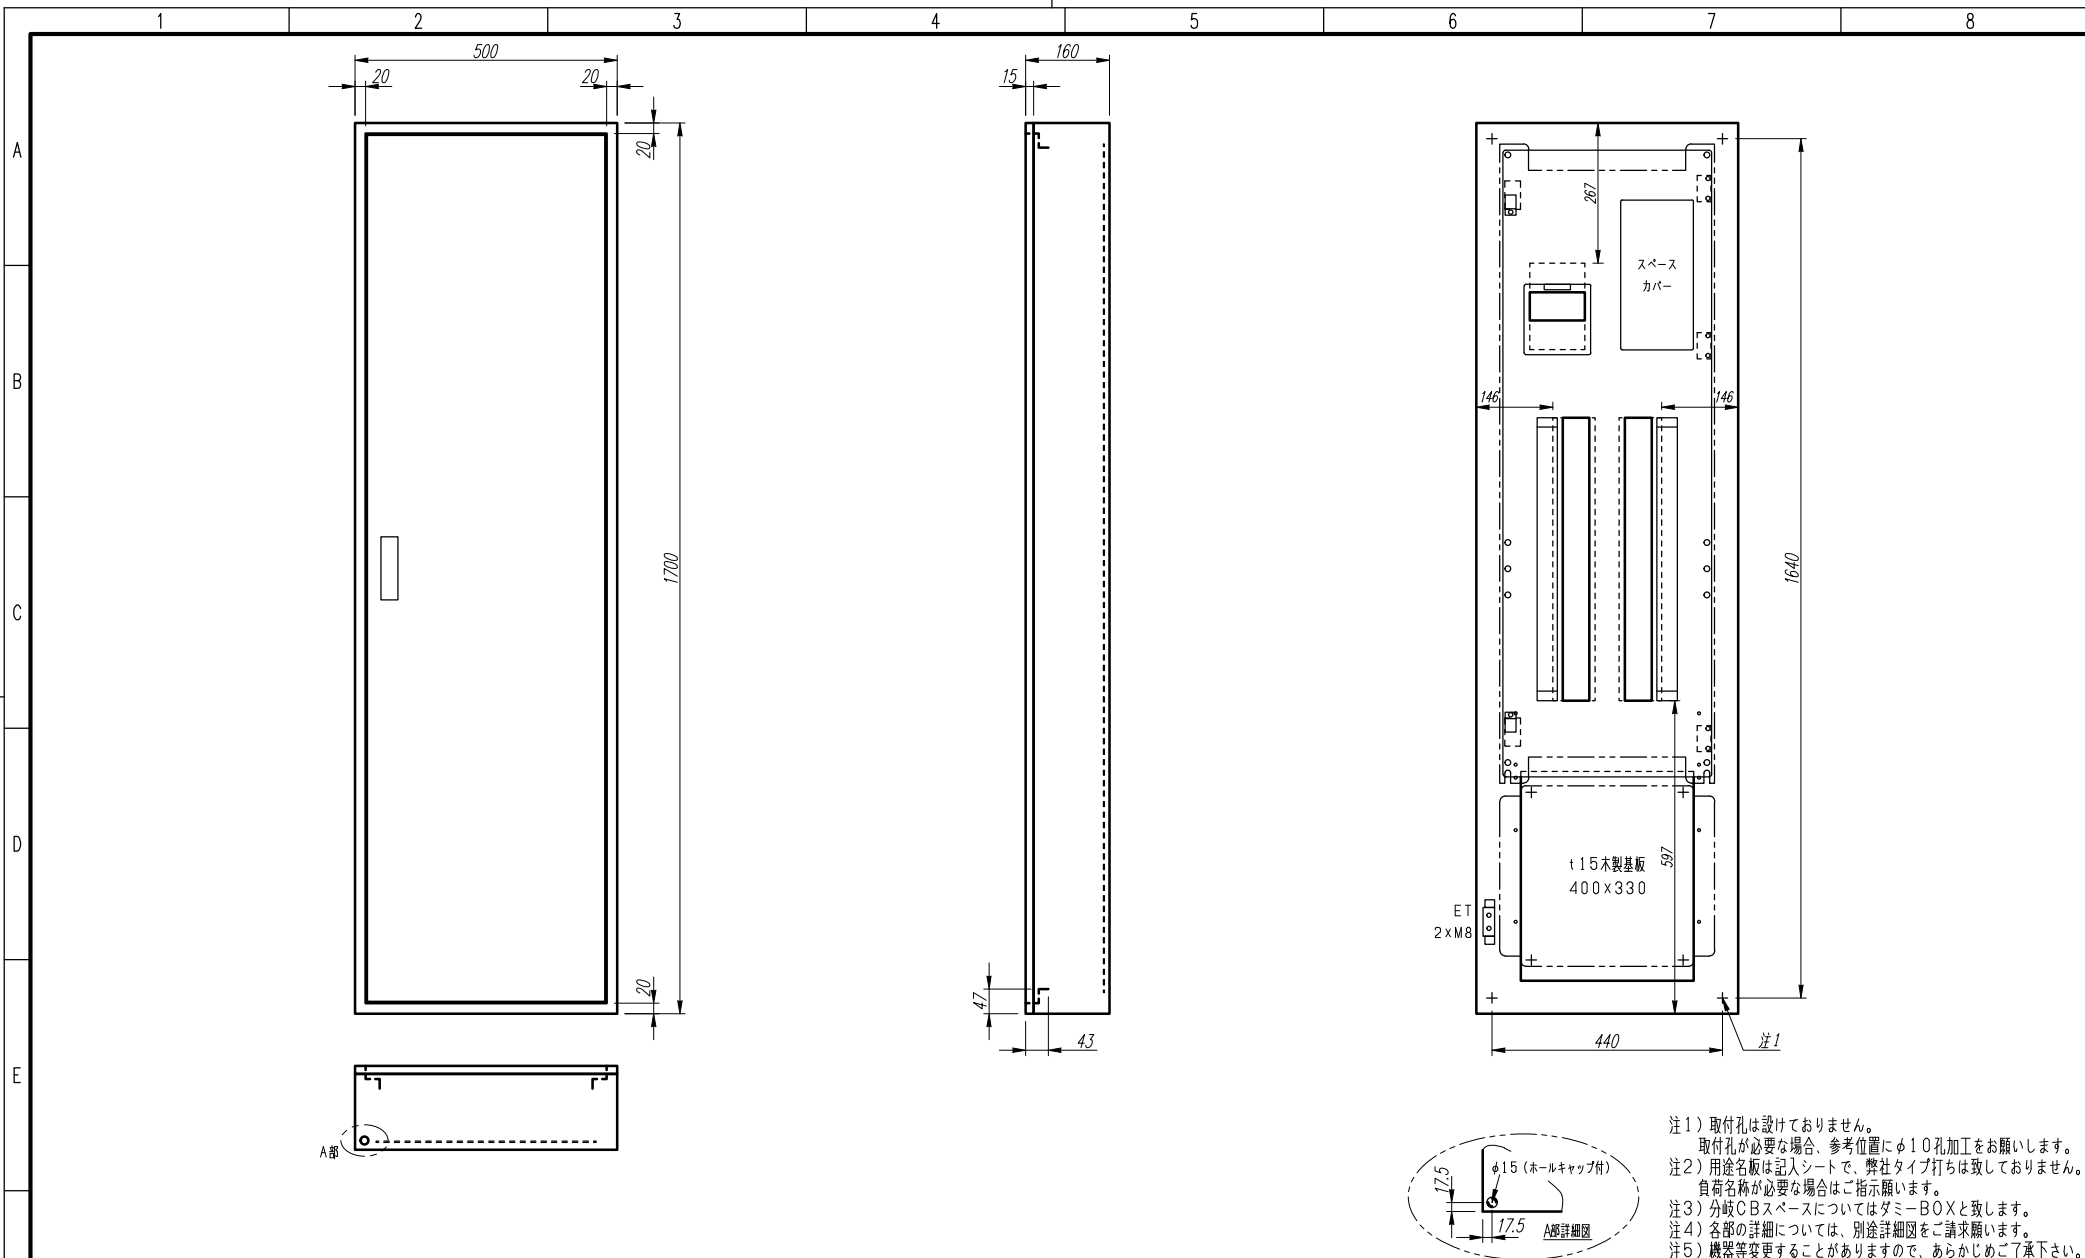 1 2 3 4 5 6 7 8
A
B
C
D
E
500
20 20
20
1700
20
A部
160
15
47
43
267
スペース
カバー
146 146
1640
t15木製基板
400×330
597
ET
2×M8
440
注1
φ15(ホールキャップ付)
17.5
17.5
A部詳細図
注1)取付孔は設けておりません。
取付孔が必要な場合、参考位置にφ10孔加工をお願いします。
注2)用途名板は記入シートで、弊社タイプ打ちは致しておりません。
負荷名称が必要な場合はご指示願います。
注3)分岐CBスペースについてはダミーBOXと致します。
注4)各部の詳細については、別途詳細図をご請求願います。
注5)機器等変更することがありますので、あらかじめご了承下さい。